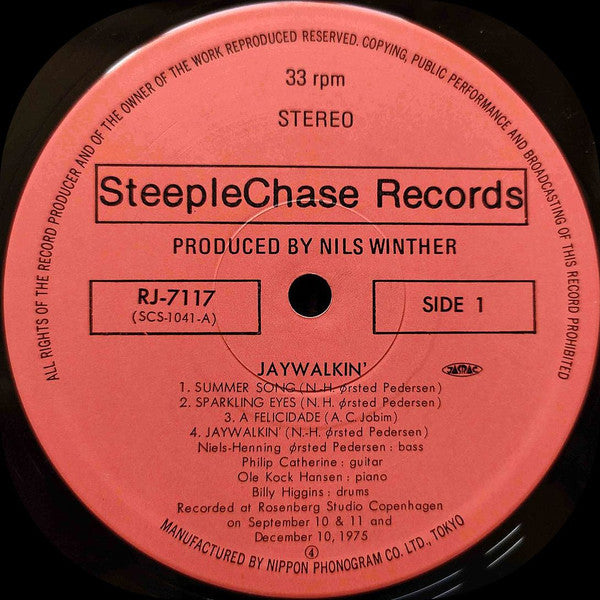 ALL RIGHTS OF THE RECORD PRODUCER AND OF THE OWNER OF THE WORK REPRODUCED RESERVED. COPYING, PUBLIC PERFORMANCE AND BROADCASTING OF THIS RECORD PROHIBITED
33 rpm
STEREO
SteepleChase Records
PRODUCED BY NILS WINTHER
RJ-7117
(SCS-1041-A)
SIDE 1
JAYWALKIN'
JASRAC
1. SUMMER SONG (N.-H. ørsted Pedersen)
2. SPARKLING EYES (N.H. ørsted Pedersen)
3. A FELICIDADE (A.C. Jobim)
4. JAYWALKIN' (N.-H. ørsted Pedersen)
Niels-Henning ørsted Pedersen : bass
Philip Catherine : guitar
Ole Kock Hansen : piano
Billy Higgins : drums
Recorded at Rosenberg Studio Copenhagen
on September 10 & 11 and
December 10, 1975
④
MANUFACTURED BY NIPPON PHONOGRAM CO. LTD., TOKYO